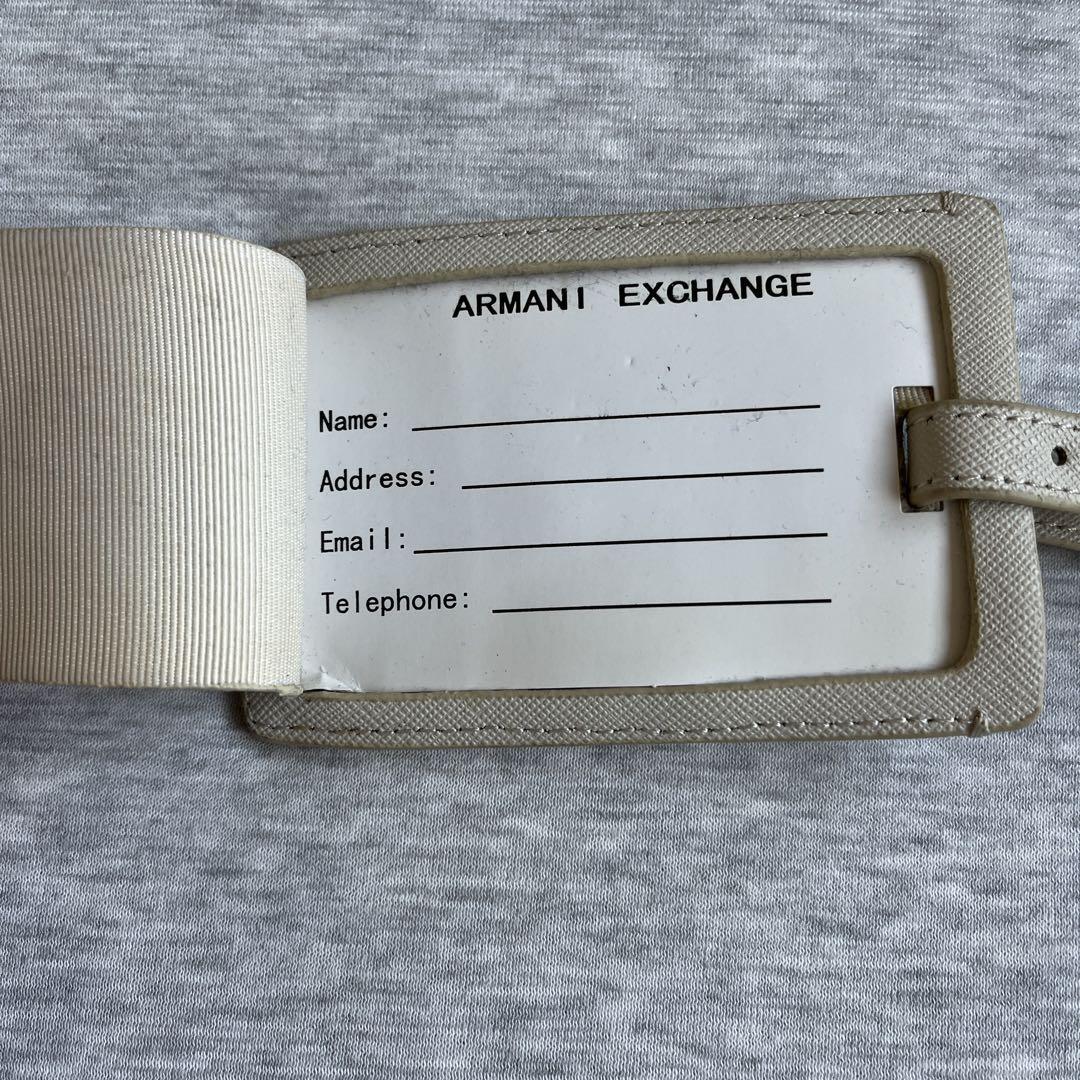 ARMANI EXCHANGE
Name:
Address:
Email:
Telephone: